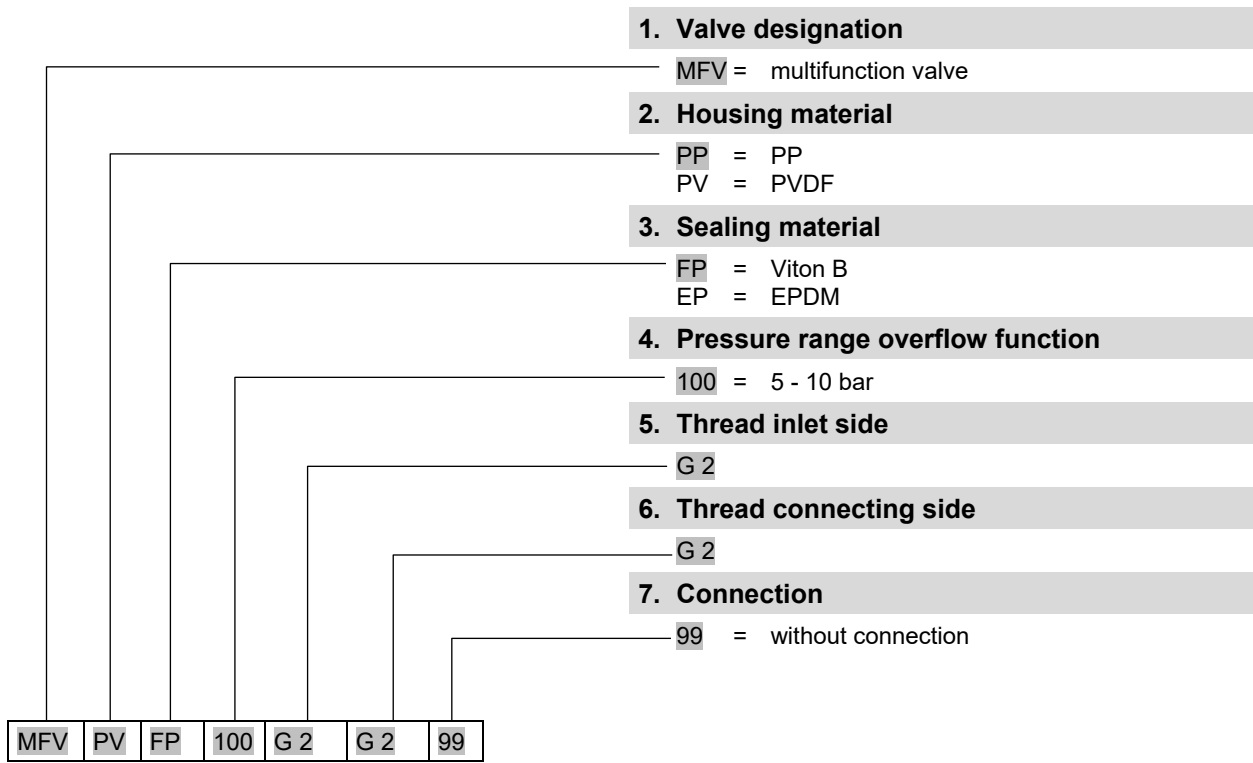 1. Valve designation
MFV = multifunction valve
2. Housing material
PP = PP
PV = PVDF
3. Sealing material
FP = Viton B
EP = EPDM
4. Pressure range overflow function
100 = 5 - 10 bar
5. Thread inlet side
G 2
6. Thread connecting side
G 2
7. Connection
99 = without connection
MFV PV FP 100 G 2 G 2 99